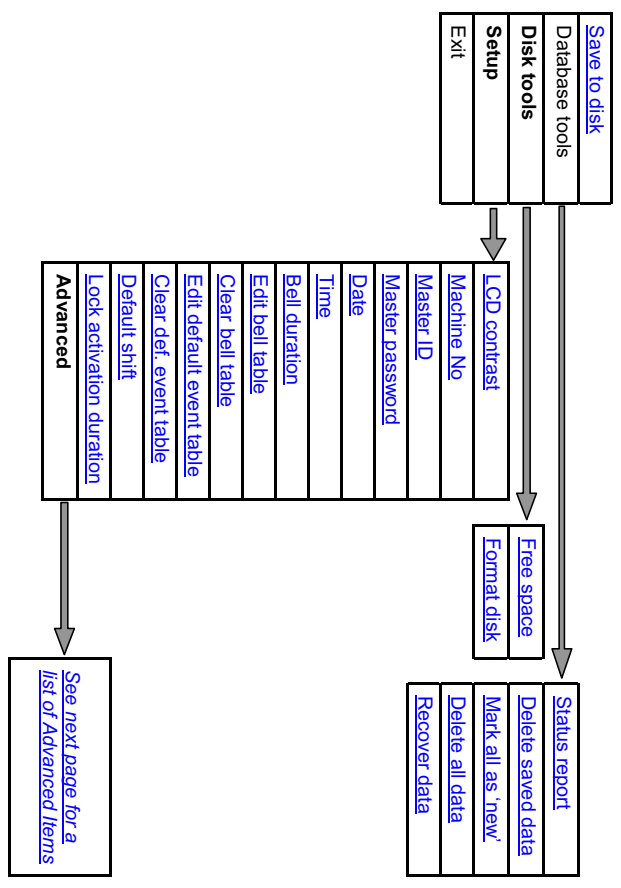 Save to disk
Database tools
Disk tools
Setup
Exit
LCD contrast
Machine No
Master ID
Master password
Date
Time
Bell duration
Edit bell table
Clear bell table
Edit default event table
Clear def. event table
Default shift
Lock activation duration
Advanced
Free space
Format disk
Status report
Delete saved data
Mark all as ‘new’
Delete all data
Recover data
See next page for a
list of Advanced Items